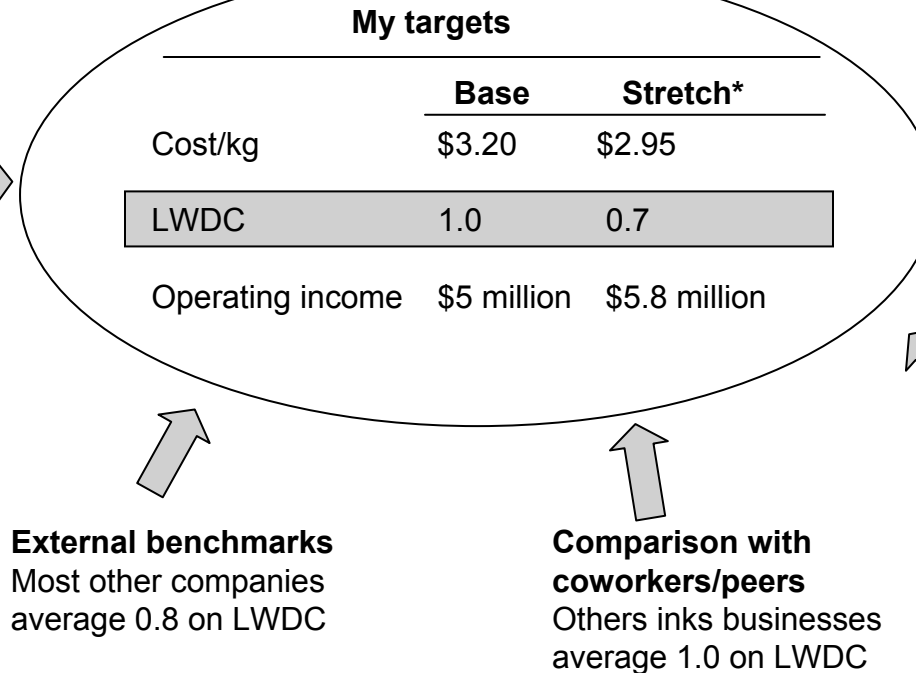 My targets
Base Stretch*
Cost/kg $3.20 $2.95
LWDC 1.0 0.7
Operating income $5 million $5.8 million
External benchmarks
Most other companies
average 0.8 on LWDC
Comparison with
coworkers/peers
Others inks businesses
average 1.0 on LWDC